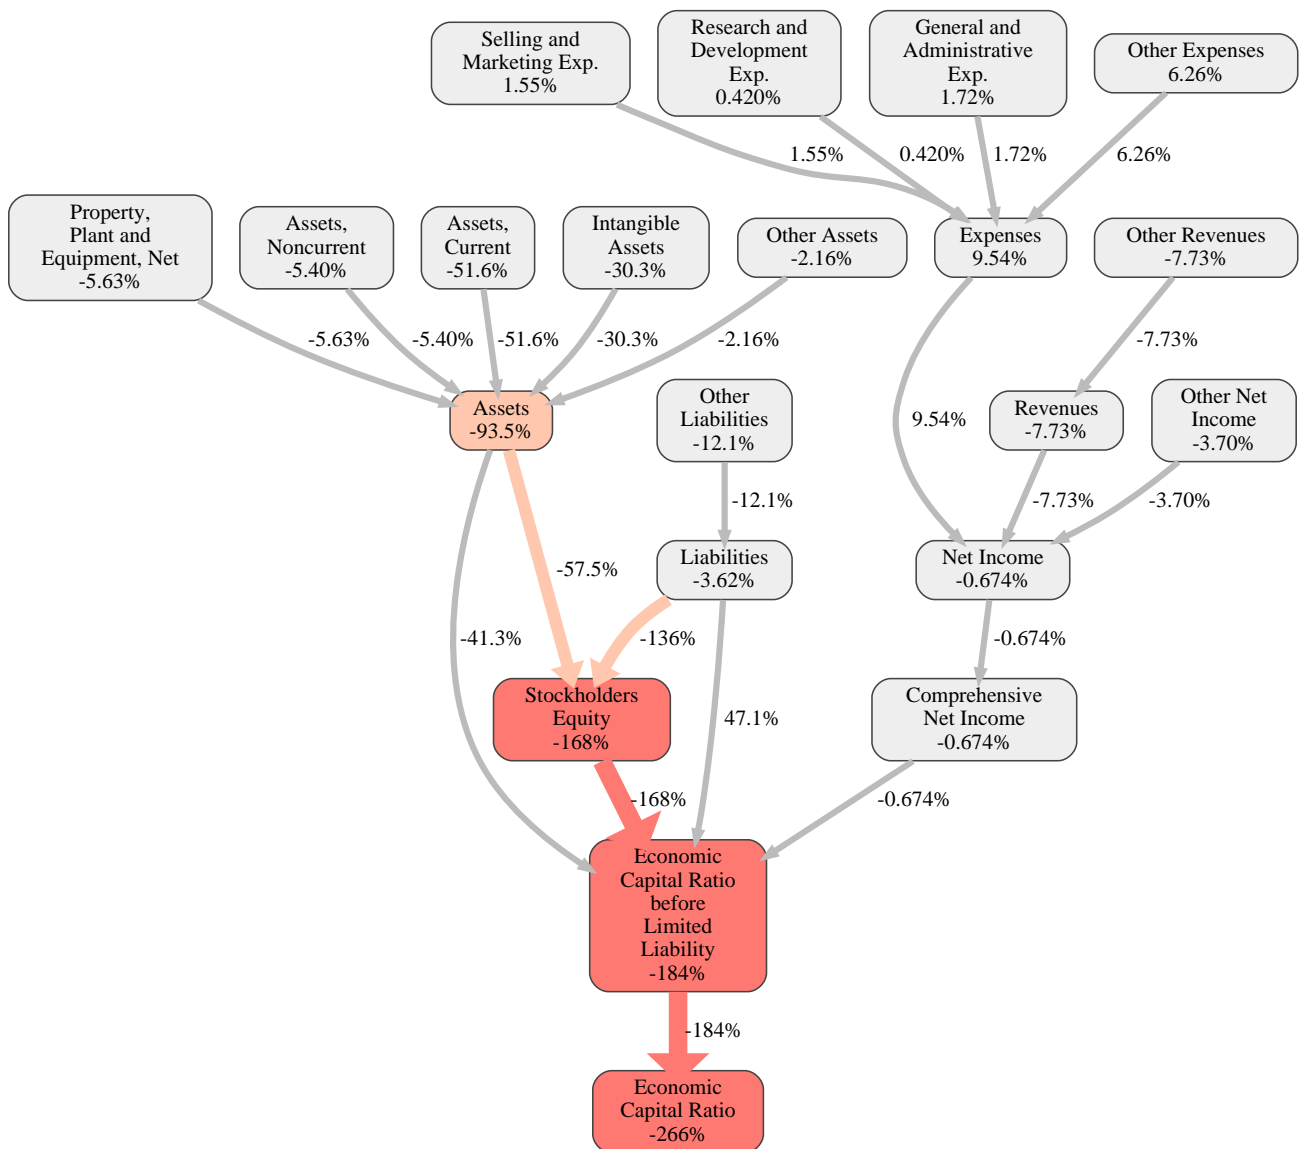 Selling and
Marketing Exp.
1.55%
Research and
Development
Exp.
0.420%
General and
Administrative
Exp.
1.72%
Other Expenses
6.26%
1.55%
0.420%
1.72%
6.26%
Property,
Plant and
Equipment, Net
-5.63%
Assets,
Noncurrent
-5.40%
Assets,
Current
-51.6%
Intangible
Assets
-30.3%
Other Assets
-2.16%
Expenses
9.54%
Other Revenues
-7.73%
-5.63%
-5.40%
-51.6%
-30.3%
-2.16%
-7.73%
Assets
-93.5%
Other
Liabilities
-12.1%
9.54%
Revenues
-7.73%
Other Net
Income
-3.70%
-12.1%
-7.73%
-3.70%
-57.5%
Liabilities
-3.62%
Net Income
-0.674%
-41.3%
-136%
-0.674%
Stockholders
Equity
-168%
47.1%
Comprehensive
Net Income
-0.674%
-168%
-0.674%
Economic
Capital Ratio
before
Limited
Liability
-184%
-184%
Economic
Capital Ratio
-266%